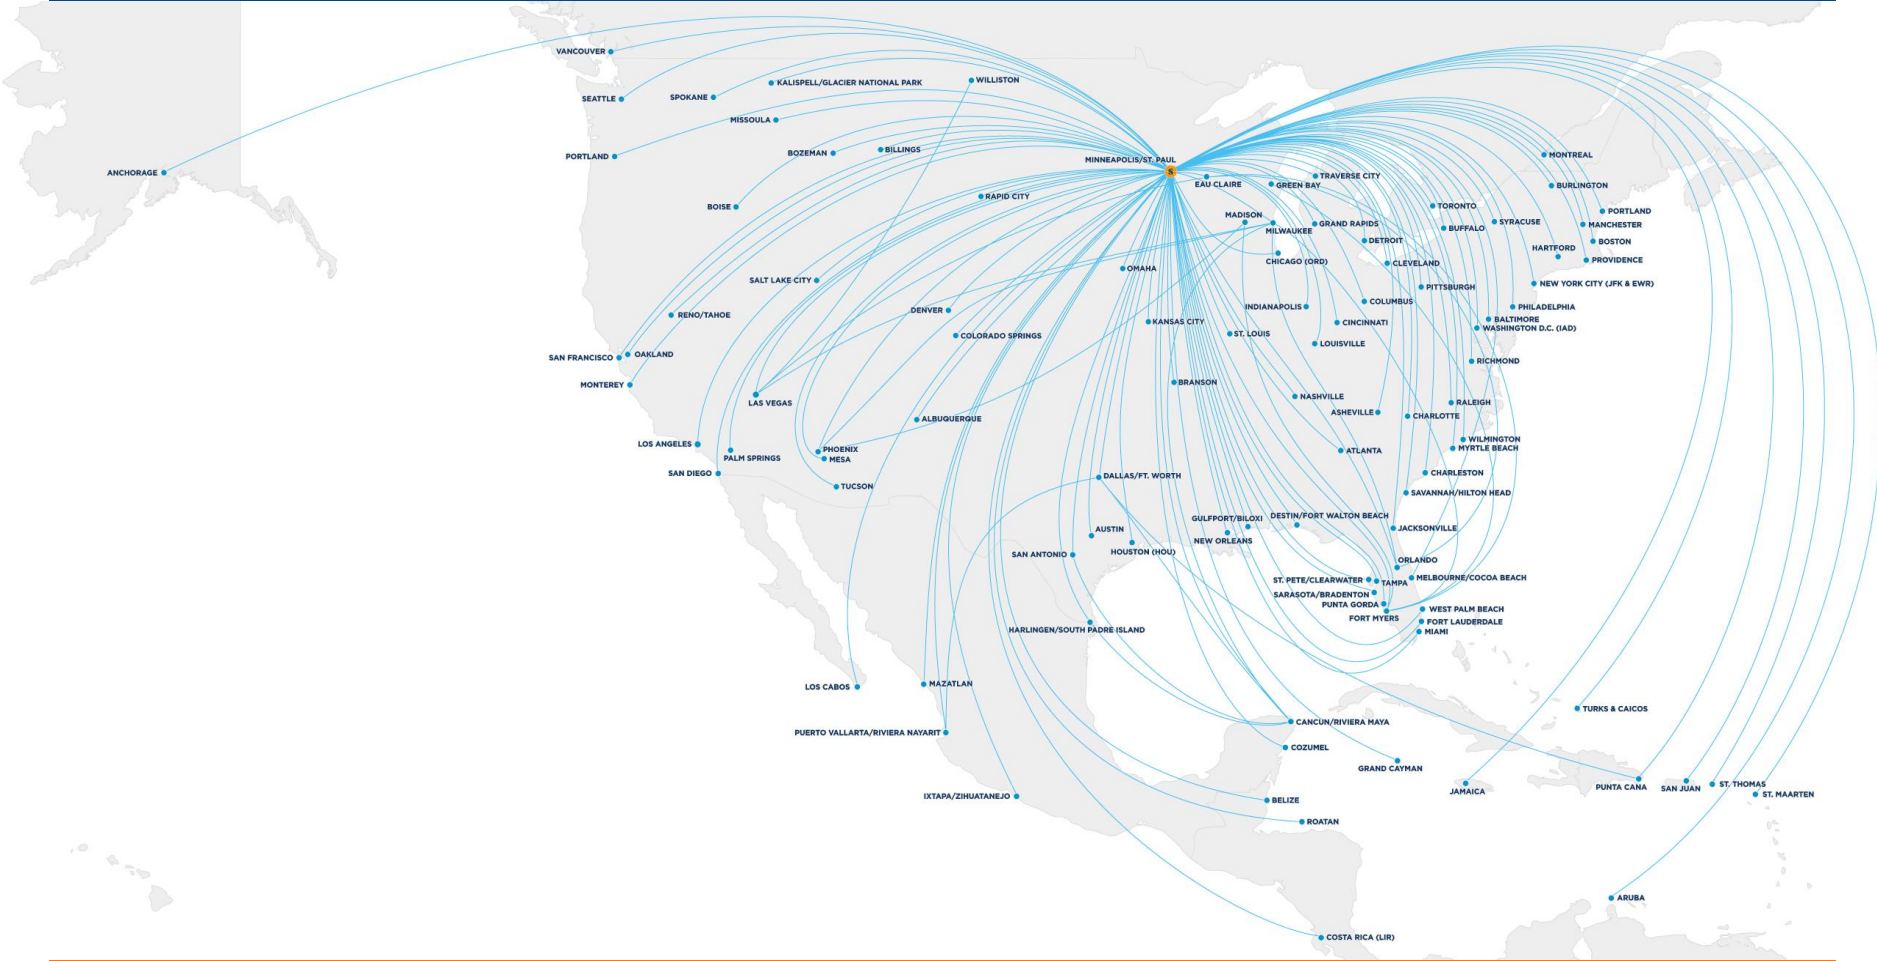 VANCOUVER
WILLISTON
KALISPELL/GLACIER NATIONAL PARK
SEATTLE
SPOKANE
MISSOULA
PORTLAND
BOZEMAN
BILLINGS
MINNEAPOLIS/ST. PAUL
S
MONTREAL
ANCHORAGE
EAU CLAIRE
GREEN BAY
TRAVERSE CITY
BURLINGTON
RAPID CITY
BOISE
MADISON
TORONTO
PORTLAND
MILWAUKEE
GRAND RAPIDS
BUFFALO
SYRACUSE
MANCHESTER
DETROIT
BOSTON
HARTFORD
CHICAGO (ORD)
CLEVELAND
PROVIDENCE
OMAHA
SALT LAKE CITY
PITTSBURGH
NEW YORK CITY (JFK & EWR)
COLUMBUS
INDIANAPOLIS
PHILADELPHIA
DENVER
RENO/TAHOE
BALTIMORE
KANSAS CITY
CINCINNATI
WASHINGTON D.C. (IAD)
COLORADO SPRINGS
ST. LOUIS
LOUISVILLE
SAN FRANCISCO
OAKLAND
RICHMOND
MONTEREY
BRANSON
LAS VEGAS
NASHVILLE
RALEIGH
ASHEVILLE
CHARLOTTE
ALBUQUERQUE
WILMINGTON
LOS ANGELES
MYRTLE BEACH
PHOENIX
ATLANTA
PALM SPRINGS
MESA
SAN DIEGO
CHARLESTON
DALLAS/FT. WORTH
TUCSON
SAVANNAH/HILTON HEAD
DESTIN/FORT WALTON BEACH
GULFPORT/BILOXI
AUSTIN
JACKSONVILLE
NEW ORLEANS
HOUSTON (HOU)
SAN ANTONIO
ORLANDO
ST. PETE/CLEARWATER
TAMPA
MELBOURNE/COCOA BEACH
SARASOTA/BRADENTON
PUNTA GORDA
WEST PALM BEACH
FORT MYERS
FORT LAUDERDALE
HARLINGEN/SOUTH PADRE ISLAND
MIAMI
LOS CABOS
MAZATLAN
TURKS & CAICOS
CANCUN/RIVIERA MAYA
PUERTO VALLARTA/RIVIERA NAYARIT
COZUMEL
GRAND CAYMAN
JAMAICA
PUNTA CANA
SAN JUAN
ST. THOMAS
ST. MAARTEN
IXTAPA/ZIHUATANEJO
BELIZE
ROATAN
ARUBA
COSTA RICA (LIR)